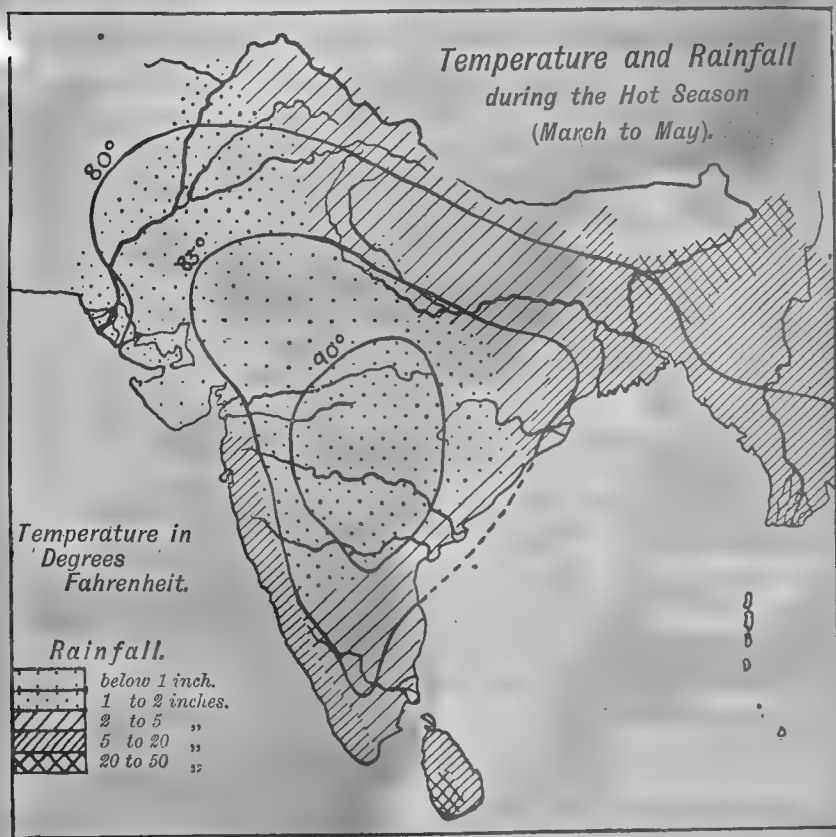 Temperature and Rainfall
during the Hot Season
(March to May).
80°
85°
90°
Temperature in
Degrees
Fahrenheit.
Rainfall.
below 1 inch.
1 to 2 inches.
2 to 5 „
5 to 20 „
20 to 50 „